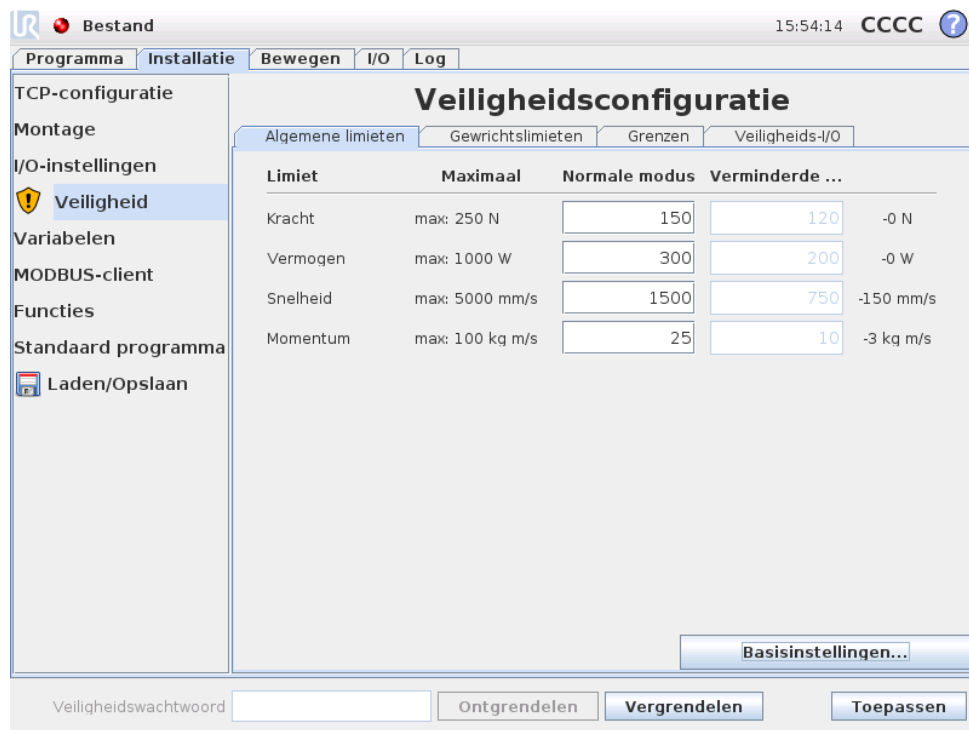 UR Bestand 15:54:14 CCCC ?
Programma Installatie Bewegen I/O Log
TCP-configuratie
Montage
I/O-instellingen
Veiligheid
Variabelen
MODBUS-client
Functies
Standaard programma
Laden/Opslaan
Veiligheidsconfiguratie
Algemene limieten Gewrichtslimieten Grenzen Veiligheids-I/O
Limiet Maximaal Normale modus Verminderde ...
Kracht max: 250 N 150 120 -0 N
Vermogen max: 1000 W 300 200 -0 W
Snelheid max: 5000 mm/s 1500 750 -150 mm/s
Momentum max: 100 kg m/s 25 10 -3 kg m/s
Basisinstellingen...
Veiligheidswachtwoord Ontgrendelen Vergrendelen Toepassen